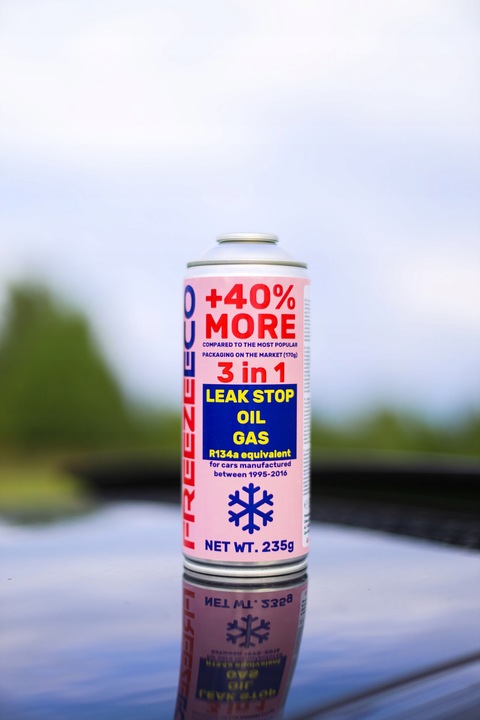 FREEZEECO
+40%
MORE
COMPARED TO THE MOST POPULAR
PACKAGING ON THE MARKET (170g)
3 in 1
LEAK STOP
OIL
GAS
R134a equivalent
for cars manufactured
between 1995-2016
NET WT. 235g